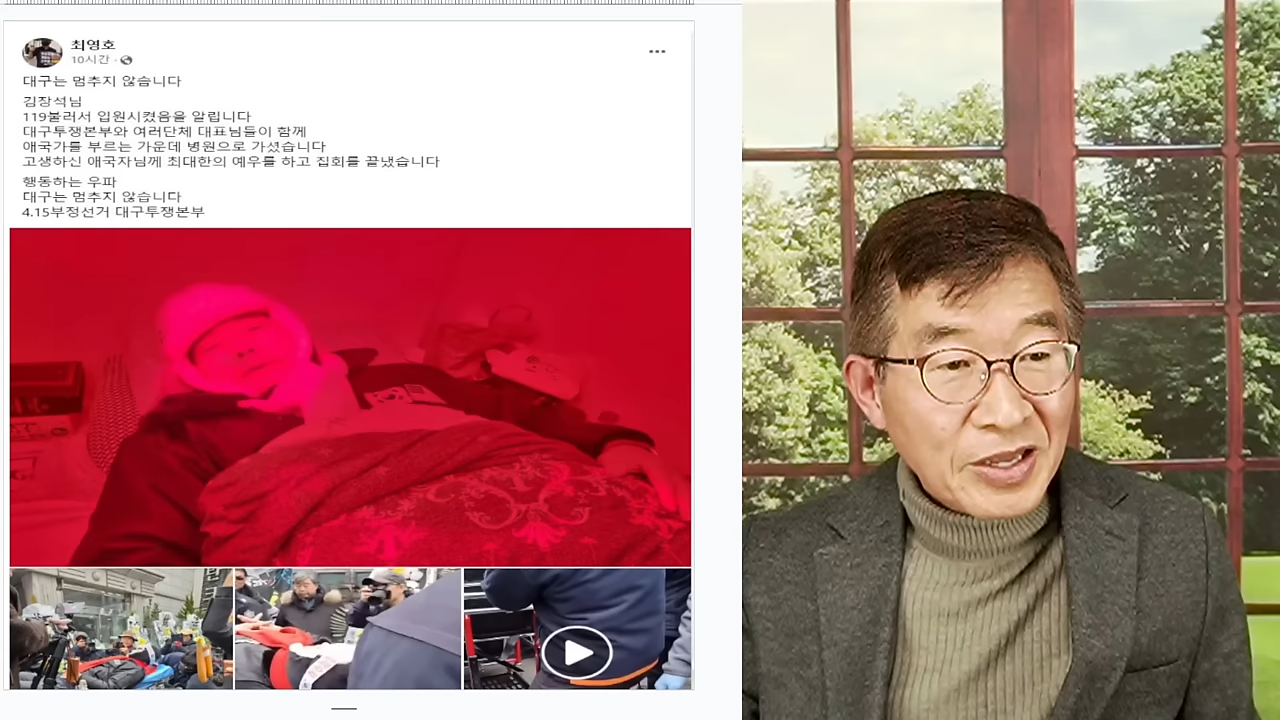 최영호
10시간 ·
대구는 멈추지 않습니다
김장석님
119불러서 입원시켰음을 알립니다
대구투쟁본부와 여러단체 대표님들이 함께
애국가를 부르는 가운데 병원으로 가셨습니다
고생하신 애국자님께 최대한의 예우를 하고 집회를 끝냈습니다
행동하는 우파
대구는 멈추지 않습니다
4.15부정선거 대구투쟁본부